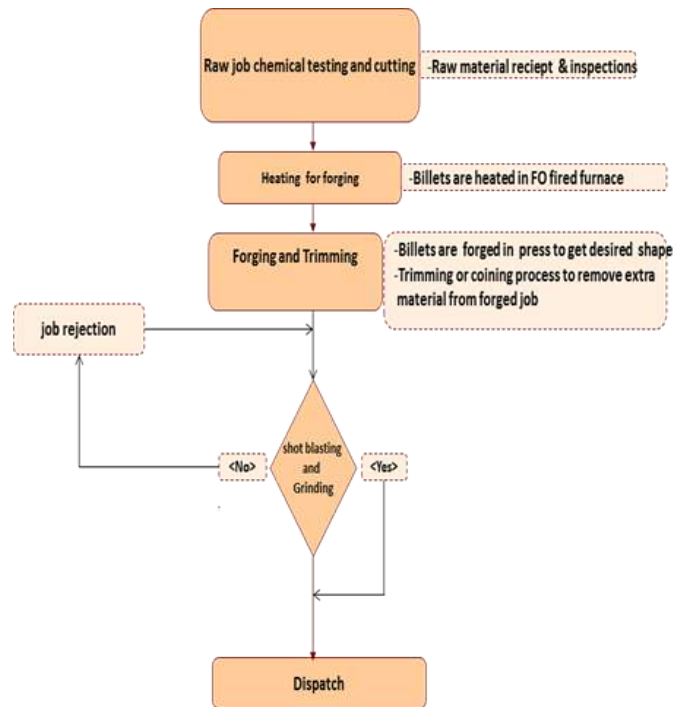 Raw job chemical testing and cutting
-Raw material reciept & inspections
Heating for forging
-Billets are heated in FO fired furnace
Forging and Trimming
-Billets are forged in press to get desired shape
-Trimming or coining process to remove extra
material from forged job
job rejection
<No>
shot blasting
and
Grinding
<Yes>
Dispatch